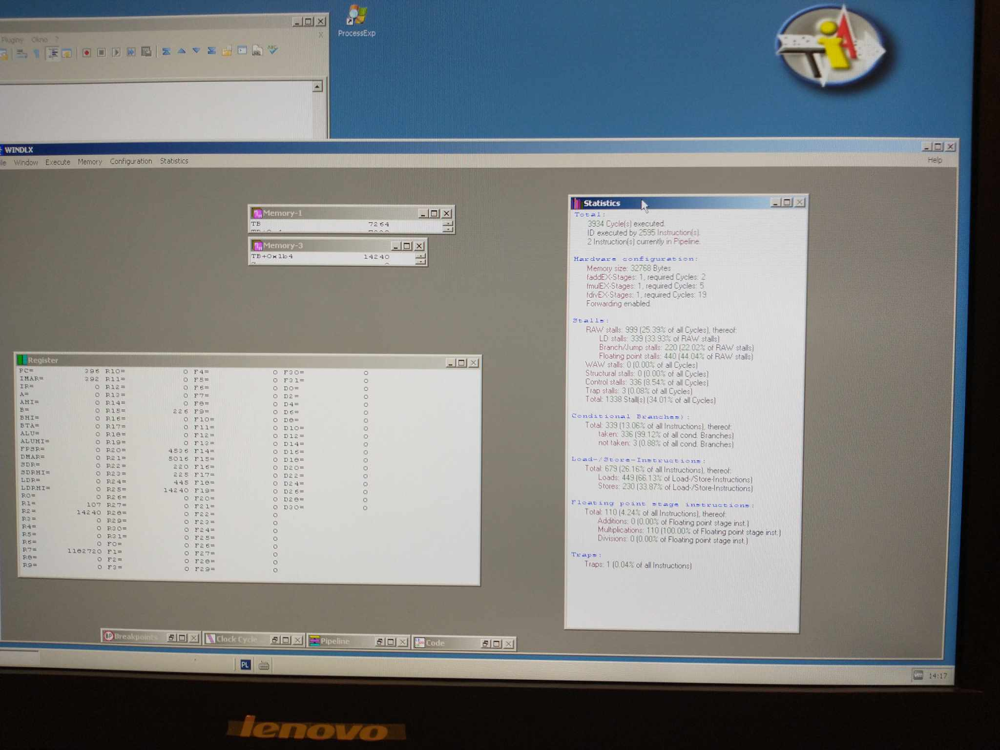 Pluginy Okno ?
X
ProcessExp
TiA
WINDLX
Window Execute Memory Configuration Statistics
Help
Memory-1
TB 7264
Memory-3
TB+0x1b4 14240
Register
PC= 396 R10= 0 F4= 0 F30= 0
IMAR= 392 R11= 0 F5= 0 F31= 0
IR= 0 R12= 0 F6= 0 D0= 0
A= 0 R13= 0 F7= 0 D2= 0
AHI= 0 R14= 0 F8= 0 D4= 0
B= 0 R15= 226 F9= 0 D6= 0
BHI= 0 R16= 0 F10= 0 D8= 0
BTA= 0 R17= 0 F11= 0 D10= 0
ALU= 0 R18= 0 F12= 0 D12= 0
ALUHI= 0 R19= 0 F13= 0 D14= 0
FPSR= 0 R20= 4536 F14= 0 D16= 0
DMAR= 0 R21= 5016 F15= 0 D18= 0
SDR= 0 R22= 220 F16= 0 D20= 0
SDRHI= 0 R23= 225 F17= 0 D22= 0
LDR= 0 R24= 445 F18= 0 D24= 0
LDRHI= 0 R25= 14240 F19= 0 D26= 0
R0= 0 R26= 0 F20= 0 D28= 0
R1= 107 R27= 0 F21= 0 D30= 0
R2= 14240 R28= 0 F22= 0
R3= 0 R29= 0 F23= 0
R4= 0 R30= 0 F24= 0
R5= 0 R31= 0 F25= 0
R6= 0 F0= 0 F26= 0
R7= 1182720 F1= 0 F27= 0
R8= 0 F2= 0 F28= 0
R9= 0 F3= 0 F29= 0
Statistics
Total:
3934 Cycle(s) executed.
ID executed by 2595 Instruction(s).
2 Instruction(s) currently in Pipeline.
Hardware configuration:
Memory size: 32768 Bytes
faddEX-Stages: 1, required Cycles: 2
fmulEX-Stages: 1, required Cycles: 5
fdivEX-Stages: 1, required Cycles: 19
Forwarding enabled.
Stalls:
RAW stalls: 999 (25.39% of all Cycles), thereof:
LD stalls: 339 (33.93% of RAW stalls)
Branch/Jump stalls: 220 (22.02% of RAW stalls)
Floating point stalls: 440 (44.04% of RAW stalls)
WAW stalls: 0 (0.00% of all Cycles)
Structural stalls: 0 (0.00% of all Cycles)
Control stalls: 336 (8.54% of all Cycles)
Trap stalls: 3 (0.08% of all Cycles)
Total: 1338 Stall(s) (34.01% of all Cycles)
Conditional Branches):
Total: 339 (13.06% of all Instructions), thereof:
taken: 336 (99.12% of all cond. Branches)
not taken: 3 (0.88% of all cond. Branches)
Load-/Store-Instructions:
Total: 679 (26.16% of all Instructions), thereof:
Loads: 449 (66.13% of Load-/Store-Instructions)
Stores: 230 (33.87% of Load-/Store-Instructions)
Floating point stage instructions:
Total: 110 (4.24% of all Instructions), thereof:
Additions: 0 (0.00% of Floating point stage inst.)
Multiplications: 110 (100.00% of Floating point stage inst.)
Divisions: 0 (0.00% of Floating point stage inst.)
Traps:
Traps: 1 (0.04% of all Instructions)
BP Breakpoints Clock Cycle Pipeline Code
PL
vm 14:17
lenovo